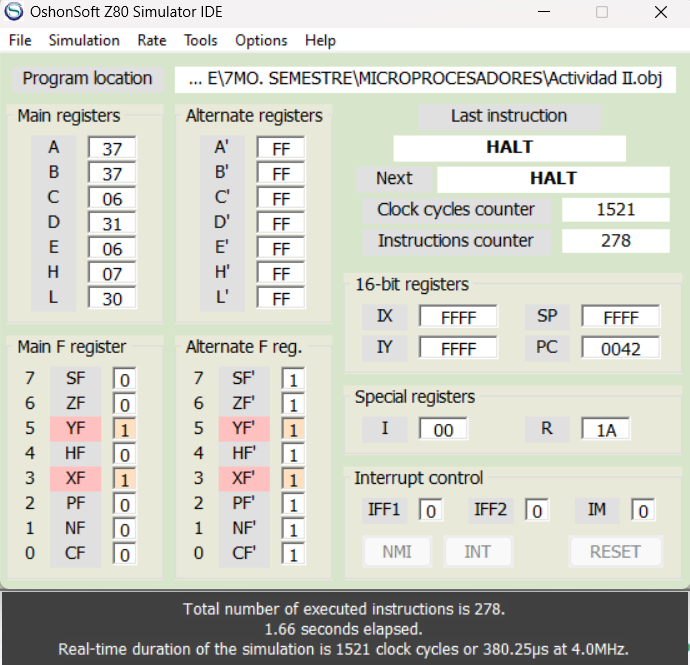 OshonSoft Z80 Simulator IDE
File Simulation Rate Tools Options Help
Program location ... E\7MO. SEMESTRE\MICROPROCESADORES\Actividad II.obj
Main registers
A 37
B 37
C 06
D 31
E 06
H 07
L 30
Alternate registers
A' FF
B' FF
C' FF
D' FF
E' FF
H' FF
L' FF
Last instruction
HALT
Next HALT
Clock cycles counter 1521
Instructions counter 278
16-bit registers
IX FFFF SP FFFF
IY FFFF PC 0042
Main F register
7 SF 0
6 ZF 0
5 YF 1
4 HF 0
3 XF 1
2 PF 0
1 NF 0
0 CF 0
Alternate F reg.
7 SF' 1
6 ZF' 1
5 YF' 1
4 HF' 1
3 XF' 1
2 PF' 1
1 NF' 1
0 CF' 1
Special registers
I 00 R 1A
Interrupt control
IFF1 0 IFF2 0 IM 0
NMI INT RESET
Total number of executed instructions is 278.
1.66 seconds elapsed.
Real-time duration of the simulation is 1521 clock cycles or 380.25µs at 4.0MHz.